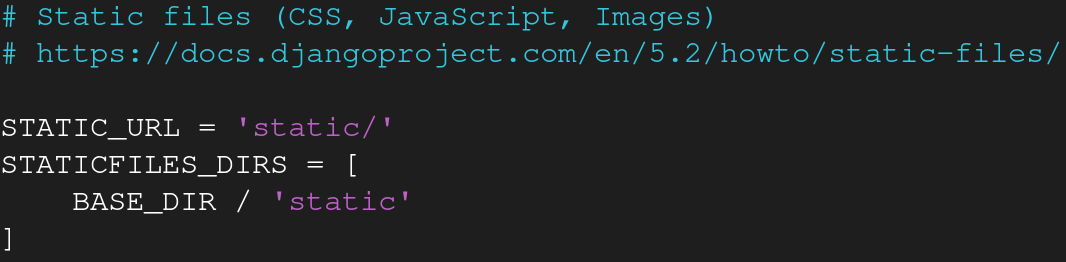 # Static files (CSS, JavaScript, Images)
# https://docs.djangoproject.com/en/5.2/howto/static-files/

STATIC_URL = 'static/'
STATICFILES_DIRS = [
    BASE_DIR / 'static'
]